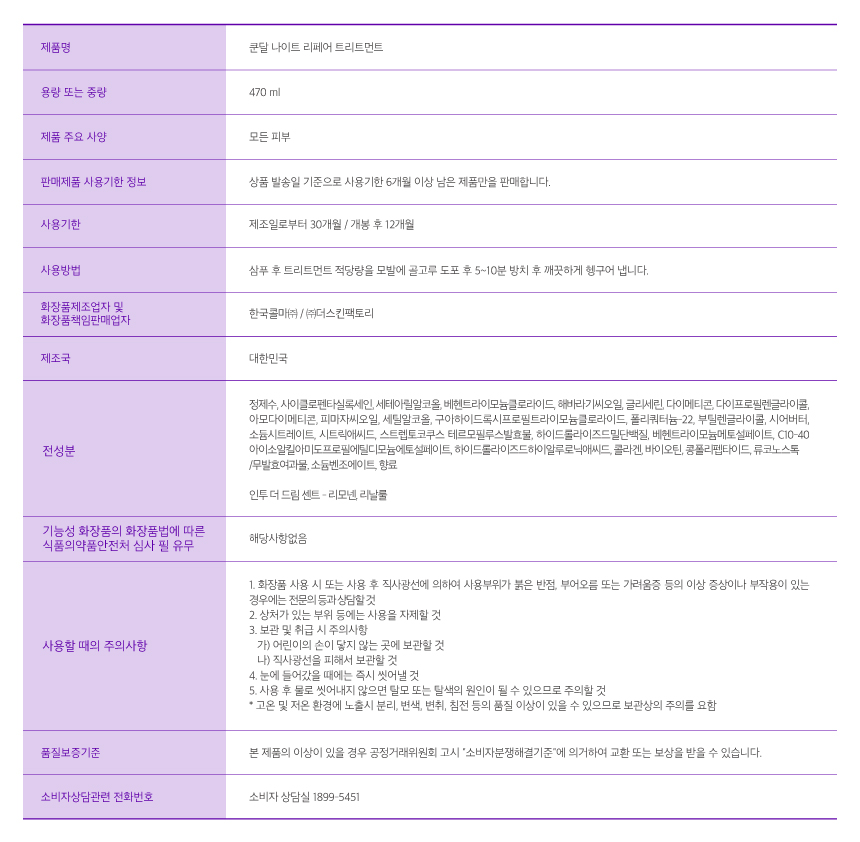 제품명
쿤달 나이트 리페어 트리트먼트
용량 또는 중량
470 ml
제품 주요 사양
모든 피부
판매제품 사용기한 정보
상품 발송일 기준으로 사용기한 6개월 이상 남은 제품만을 판매합니다.
사용기한
제조일로부터 30개월 / 개봉 후 12개월
사용방법
샴푸 후 트리트먼트 적당량을 모발에 골고루 도포 후 5~10분 방치 후 깨끗하게 헹구어 냅니다.
화장품제조업자 및
화장품책임판매업자
한국콜마㈜ / ㈜더스킨팩토리
제조국
대한민국
전성분
정제수, 사이클로펜타실록세인, 세테아릴알코올, 베헨트라이모늄클로라이드, 해바라기씨오일, 글리세린, 다이메티콘, 다이프로필렌글라이콜,
아모다이메티콘, 피마자씨오일, 세틸알코올, 구아하이드록시프로필트라이모늄클로라이드, 폴리쿼터늄-22, 부틸렌글라이콜, 시어버터,
소듐시트레이트, 시트릭애씨드, 스트렙토코쿠스 테르모필루스발효물, 하이드롤라이즈드밀단백질, 베헨트라이모늄메토설페이트, C10-40
아이소알킬아미도프로필에틸디모늄에토설페이트, 하이드롤라이즈드하이알루로닉애씨드, 콜라겐, 바이오틴, 콩폴리펩타이드, 류코노스톡
/무발효여과물, 소듐벤조에이트, 향료
인투 더 드림 센트 - 리모넨, 리날룰
기능성 화장품의 화장품법에 따른
식품의약품안전처 심사 필 유무
해당사항없음
사용할 때의 주의사항
1. 화장품 사용 시 또는 사용 후 직사광선에 의하여 사용부위가 붉은 반점, 부어오름 또는 가려움증 등의 이상 증상이나 부작용이 있는
경우에는 전문의 등과 상담할 것
2. 상처가 있는 부위 등에는 사용을 자제할 것
3. 보관 및 취급 시 주의사항
가) 어린이의 손이 닿지 않는 곳에 보관할 것
나) 직사광선을 피해서 보관할 것
4. 눈에 들어갔을 때에는 즉시 씻어낼 것
5. 사용 후 물로 씻어내지 않으면 탈모 또는 탈색의 원인이 될 수 있으므로 주의할 것
* 고온 및 저온 환경에 노출시 분리, 변색, 변취, 침전 등의 품질 이상이 있을 수 있으므로 보관상의 주의를 요함
품질보증기준
본 제품의 이상이 있을 경우 공정거래위원회 고시 "소비자분쟁해결기준"에 의거하여 교환 또는 보상을 받을 수 있습니다.
소비자상담관련 전화번호
소비자 상담실 1899-5451